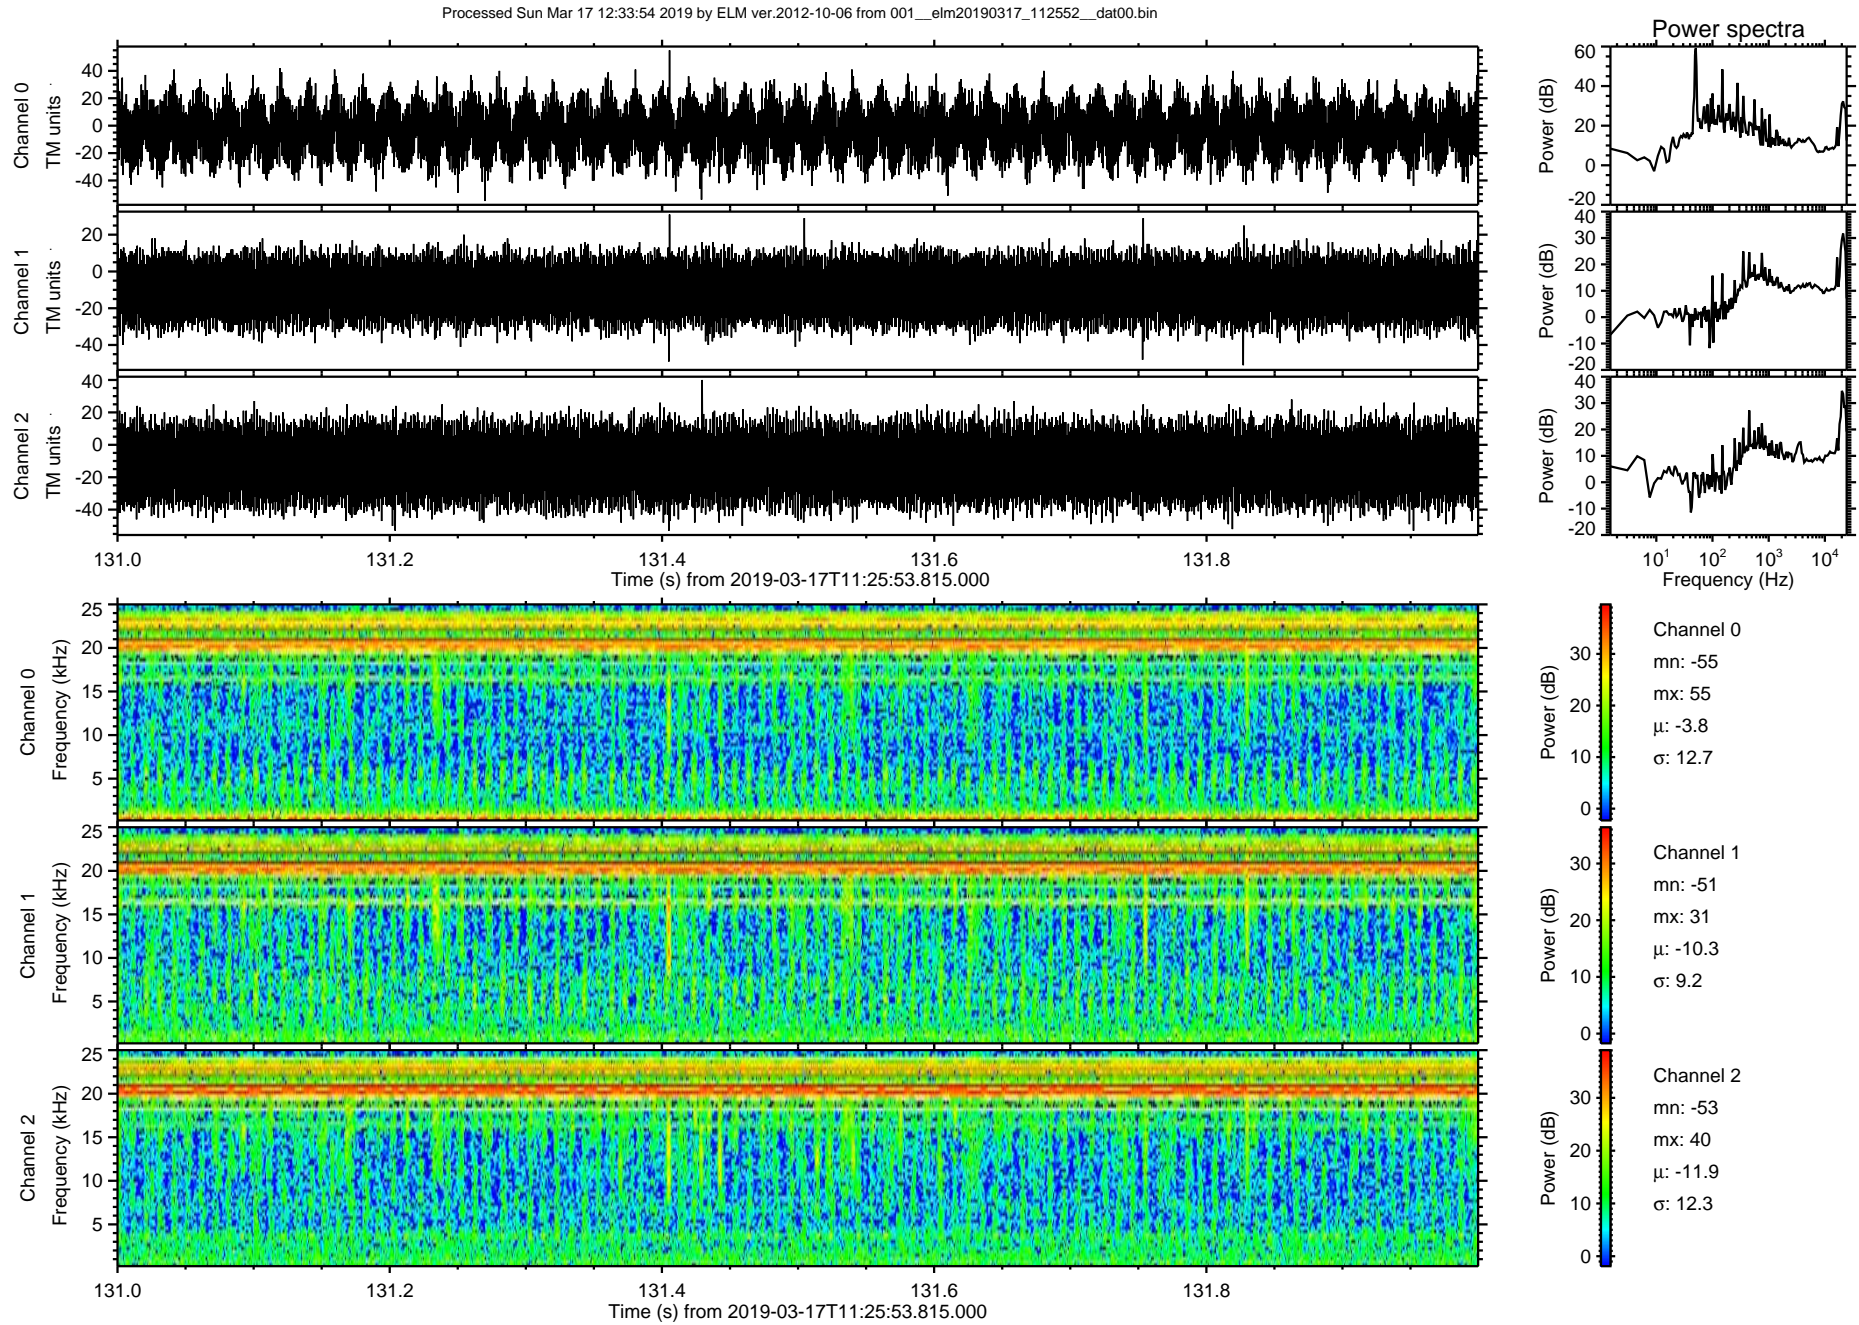 Processed Sun Mar 17 12:33:54 2019 by ELM ver.2012-10-06 from 001__elm20190317_112552__dat00.bin
Power spectra
Channel 0
TM units
40
20
0
-20
-40
Power (dB)
60
40
20
0
-20
Channel 1
TM units
20
0
-20
-40
Power (dB)
40
30
20
10
0
-10
-20
Channel 2
TM units
40
20
0
-20
-40
Power (dB)
40
30
20
10
0
-10
-20
131.0 131.2 131.4 131.6 131.8
Time (s) from 2019-03-17T11:25:53.815.000
10^1 10^2 10^3 10^4
Frequency (Hz)
Channel 0
Frequency (kHz)
25
20
15
10
5
Power (dB)
30
20
10
0
Channel 0
mn: -55
mx: 55
μ: -3.8
σ: 12.7
Channel 1
Frequency (kHz)
25
20
15
10
5
Power (dB)
30
20
10
0
Channel 1
mn: -51
mx: 31
μ: -10.3
σ: 9.2
Channel 2
Frequency (kHz)
25
20
15
10
5
Power (dB)
30
20
10
0
Channel 2
mn: -53
mx: 40
μ: -11.9
σ: 12.3
131.0 131.2 131.4 131.6 131.8
Time (s) from 2019-03-17T11:25:53.815.000